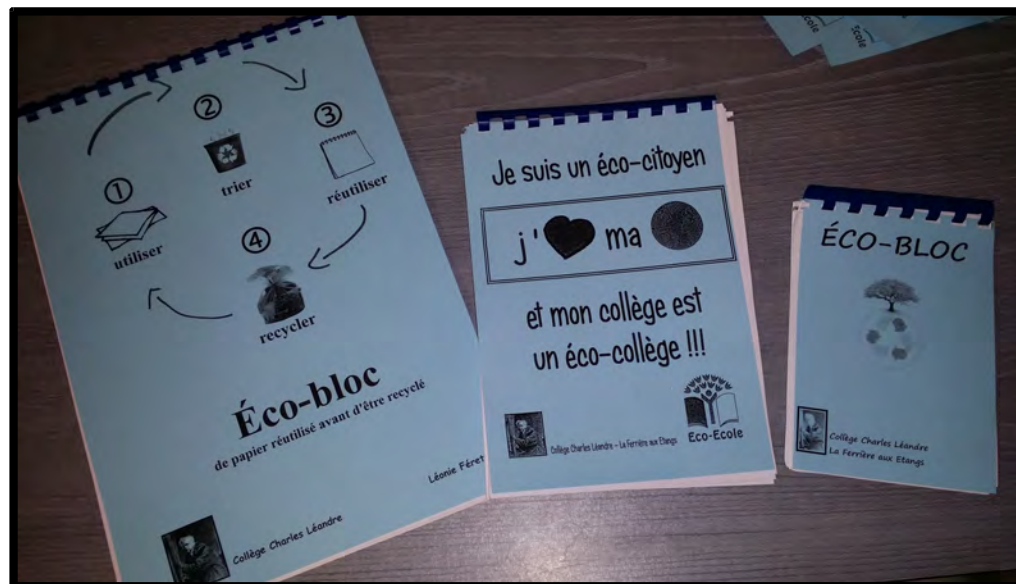 ①
utiliser
②
trier
③
réutiliser
④
recycler
Éco-bloc
de papier réutilisé avant d'être recyclé
Léonie Féret
Collège Charles Léandre
Je suis un éco-citoyen
j' ma
et mon collège est
un éco-collège !!!
Collège Charles Léandre - La Ferrière aux Etangs
Eco-Ecole
ÉCO-BLOC
Collège Charles Léandre
La Ferrière aux Etangs
Ecole
Ecole